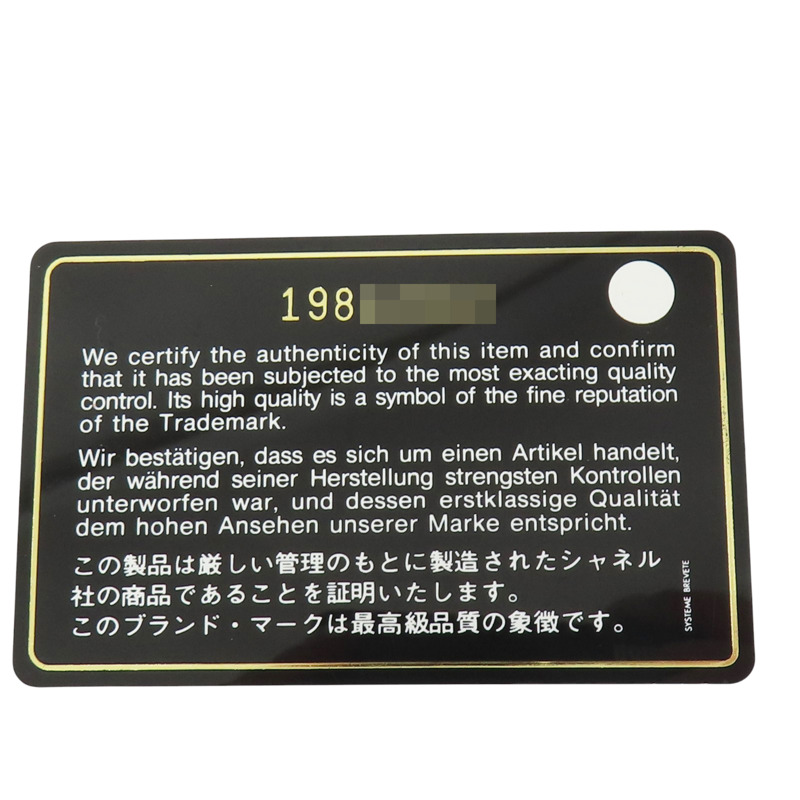 198
We certify the authenticity of this item and confirm
that it has been subjected to the most exacting quality
control. Its high quality is a symbol of the fine reputation
of the Trademark.
Wir bestätigen, dass es sich um einen Artikel handelt,
der während seiner Herstellung strengsten Kontrollen
unterworfen war, und dessen erstklassige Qualität
dem hohen Ansehen unserer Marke entspricht.
この製品は厳しい管理のもとに製造されたシャネル
社の商品であることを証明いたします。
このブランド・マークは最高級品質の象徴です。
SYSTEME BREVETE